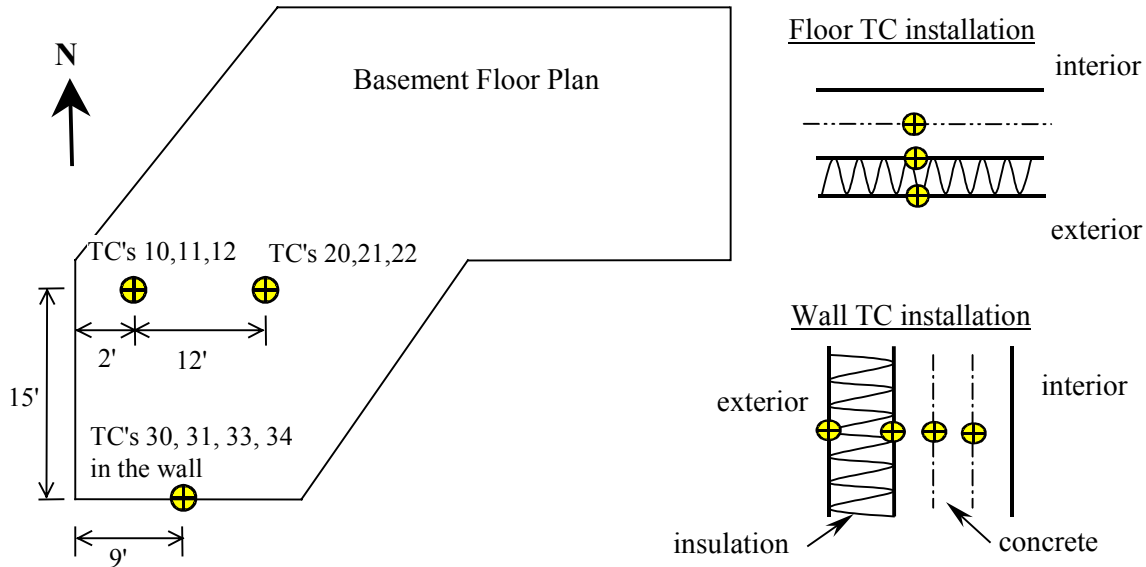 N
Basement Floor Plan
TC's 10,11,12
TC's 20,21,22
2'
12'
15'
TC's 30, 31, 33, 34
in the wall
9'
Floor TC installation
interior
exterior
Wall TC installation
exterior
interior
insulation
concrete